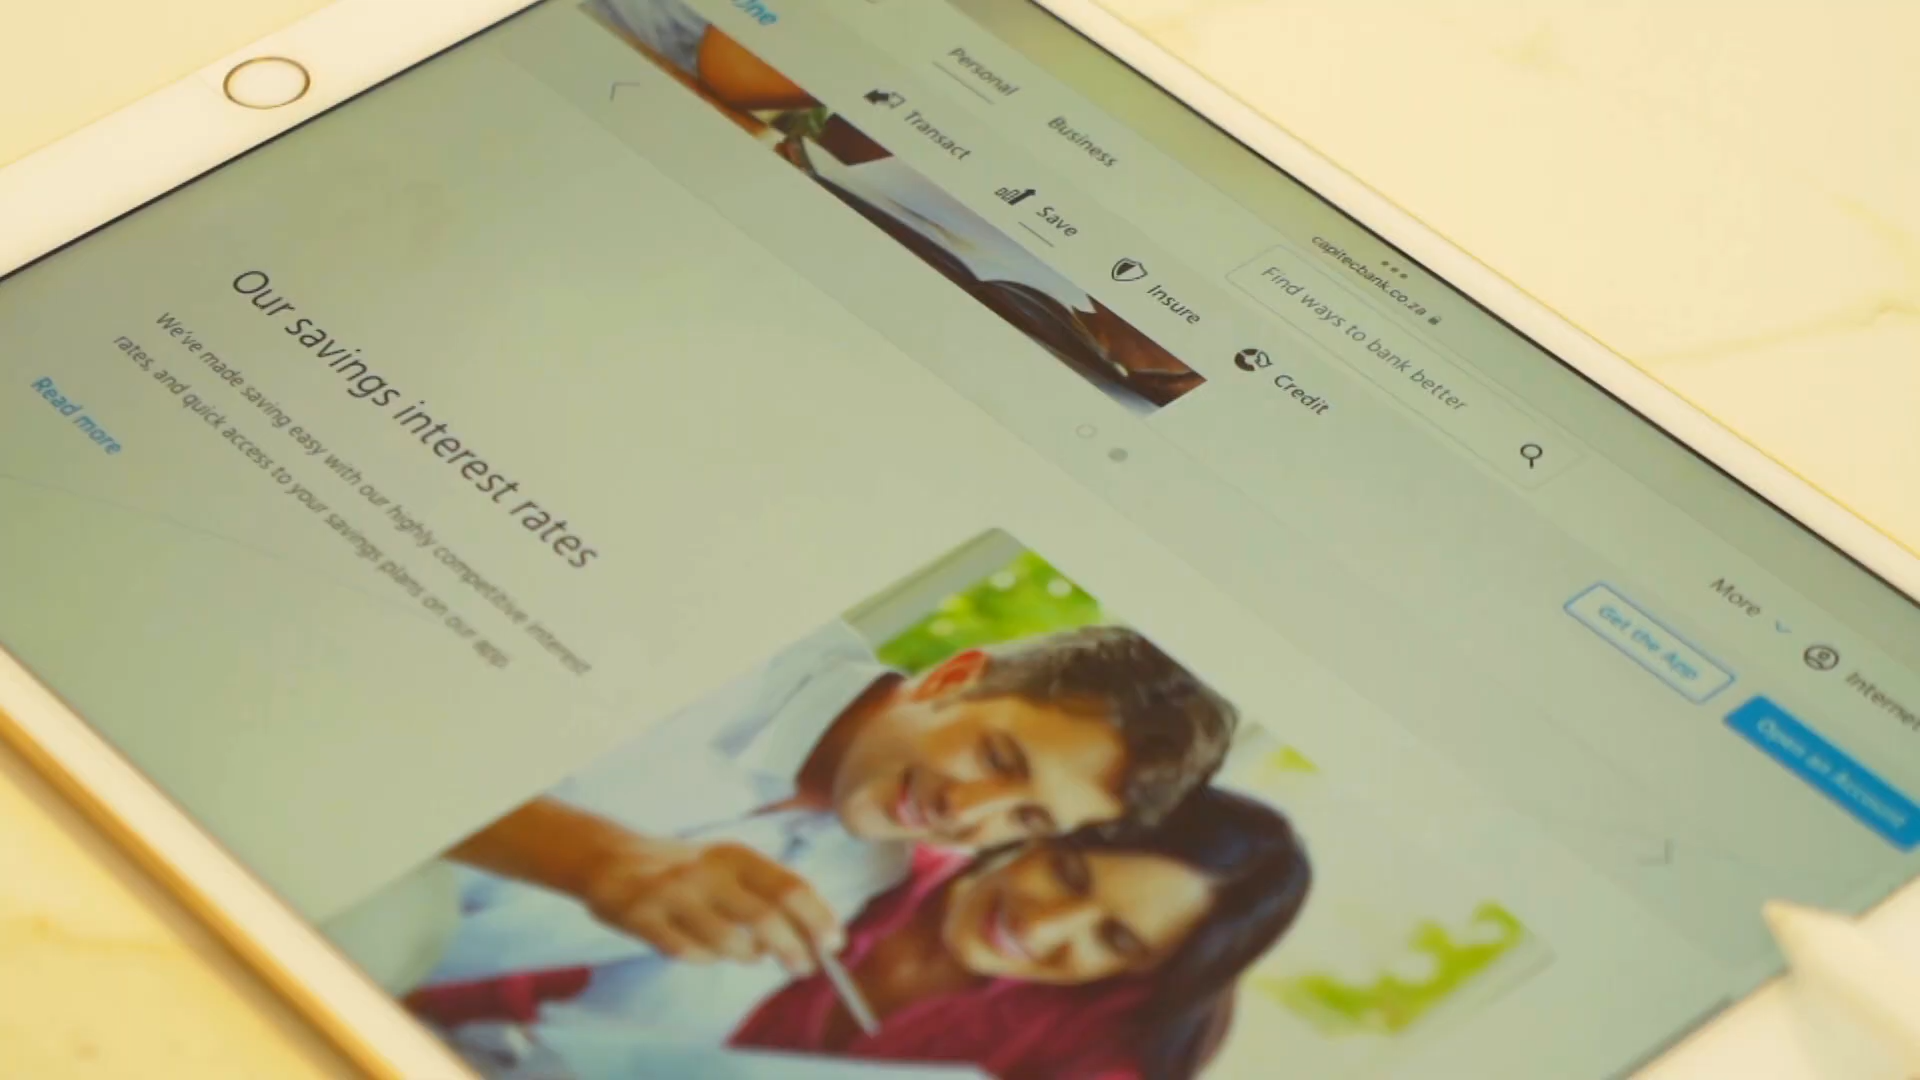 capitecbank.co.za
One
Personal
Business
More
Transact
Save
Insure
Credit
Find ways to bank better
Get the App
Open an Account
Our savings interest rates
We've made saving easy with our highly competitive interest
rates, and quick access to your savings plans on our app.
Read more